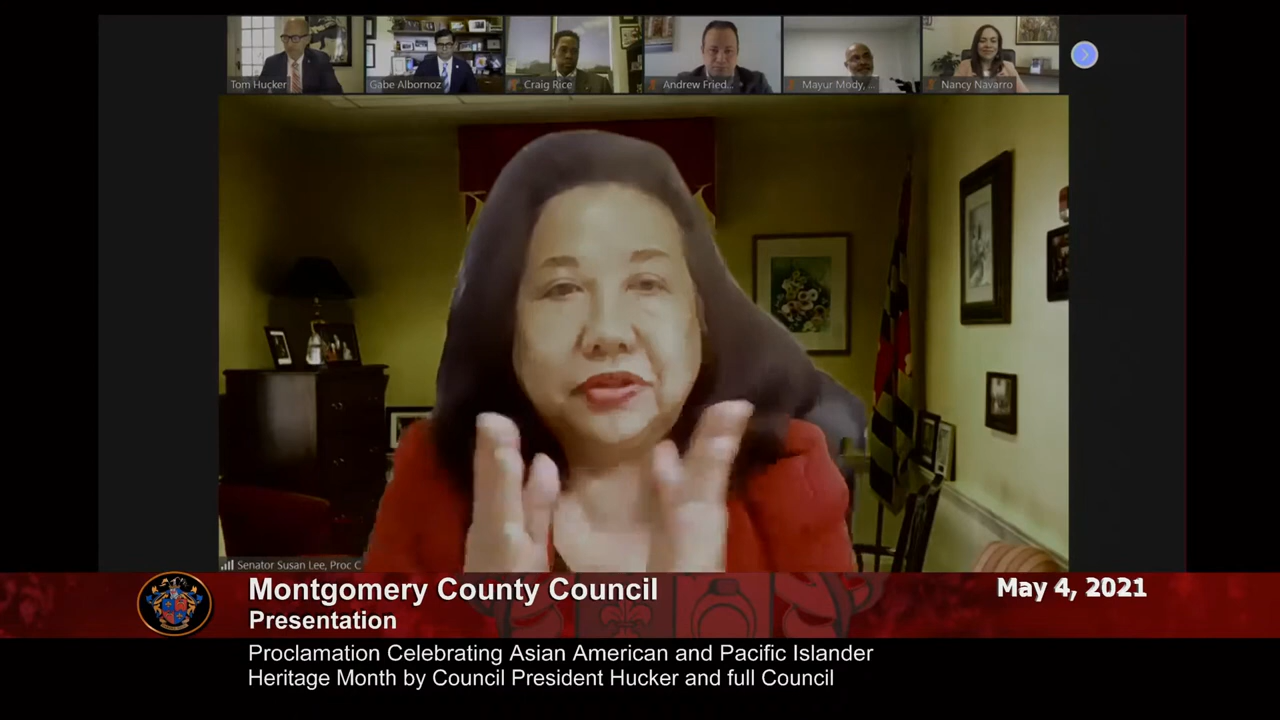 Tom Hucker
Gabe Albornoz
Craig Rice
Andrew Fried...
Mayur Mody, ...
Nancy Navarro
Senator Susan Lee, Proc C
Montgomery County Council
May 4, 2021
Presentation
Proclamation Celebrating Asian American and Pacific Islander
Heritage Month by Council President Hucker and full Council